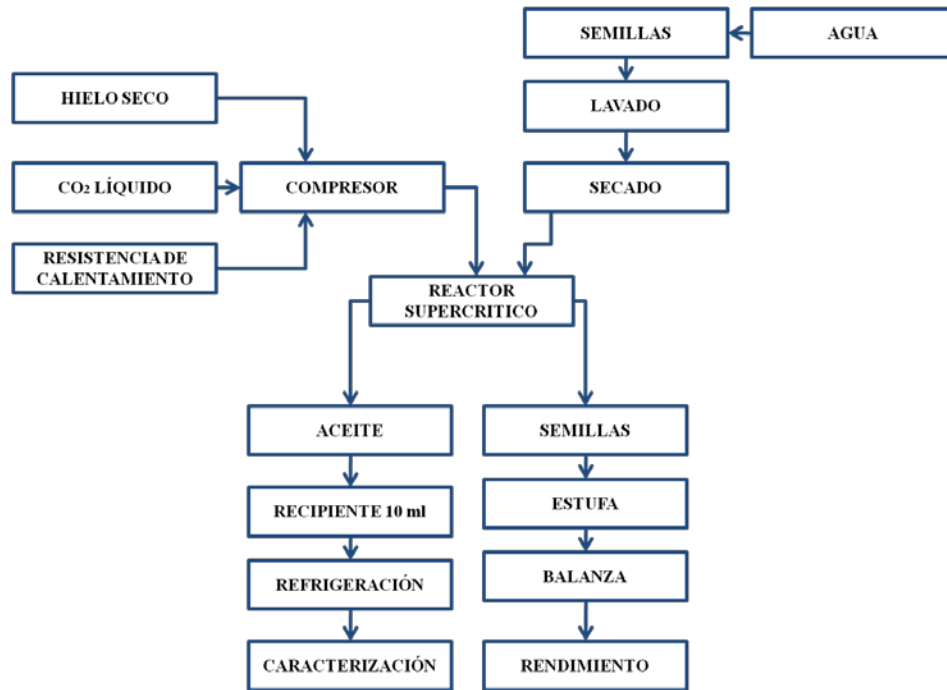 SEMILLAS
AGUA
HIELO SECO
LAVADO
CO₂ LÍQUIDO
COMPRESOR
SECADO
RESISTENCIA DE
CALENTAMIENTO
REACTOR
SUPERCRITICO
ACEITE
SEMILLAS
RECIPIENTE 10 ml
ESTUFA
REFRIGERACIÓN
BALANZA
CARACTERIZACIÓN
RENDIMIENTO